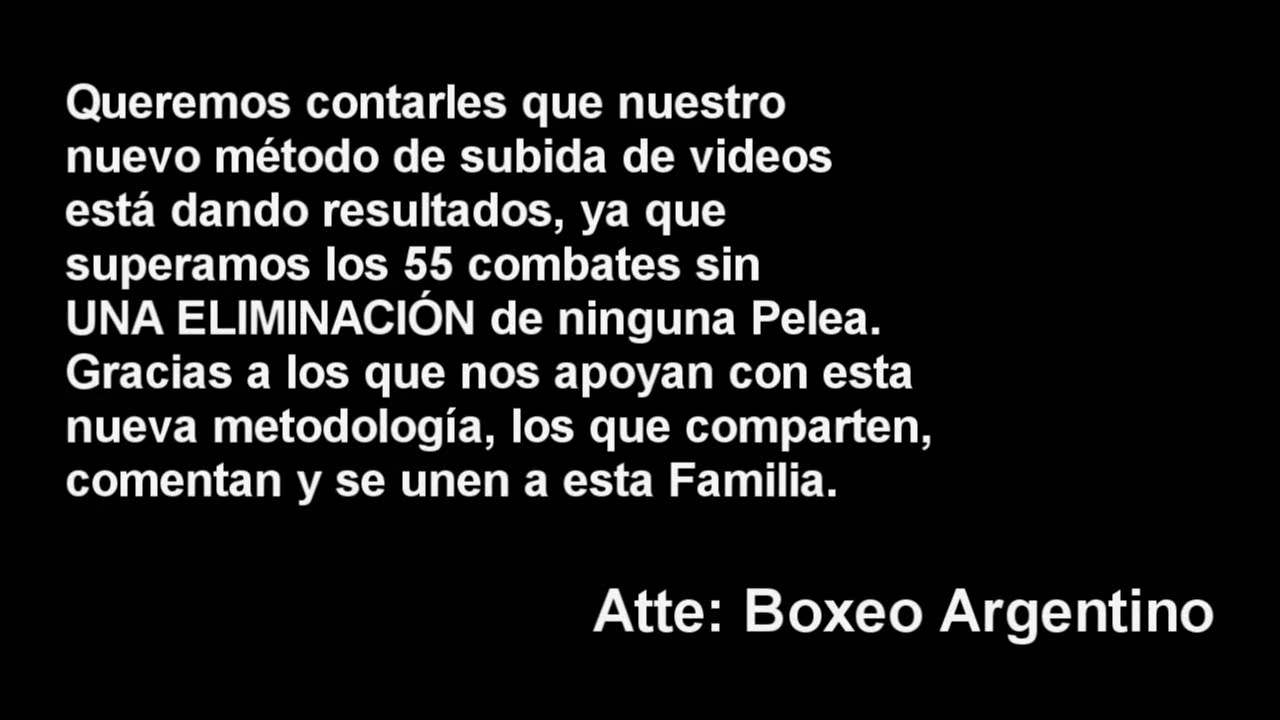 Queremos contarles que nuestro
nuevo método de subida de videos
está dando resultados, ya que
superamos los 55 combates sin
UNA ELIMINACIÓN de ninguna Pelea.
Gracias a los que nos apoyan con esta
nueva metodología, los que comparten,
comentan y se unen a esta Familia.
Atte: Boxeo Argentino